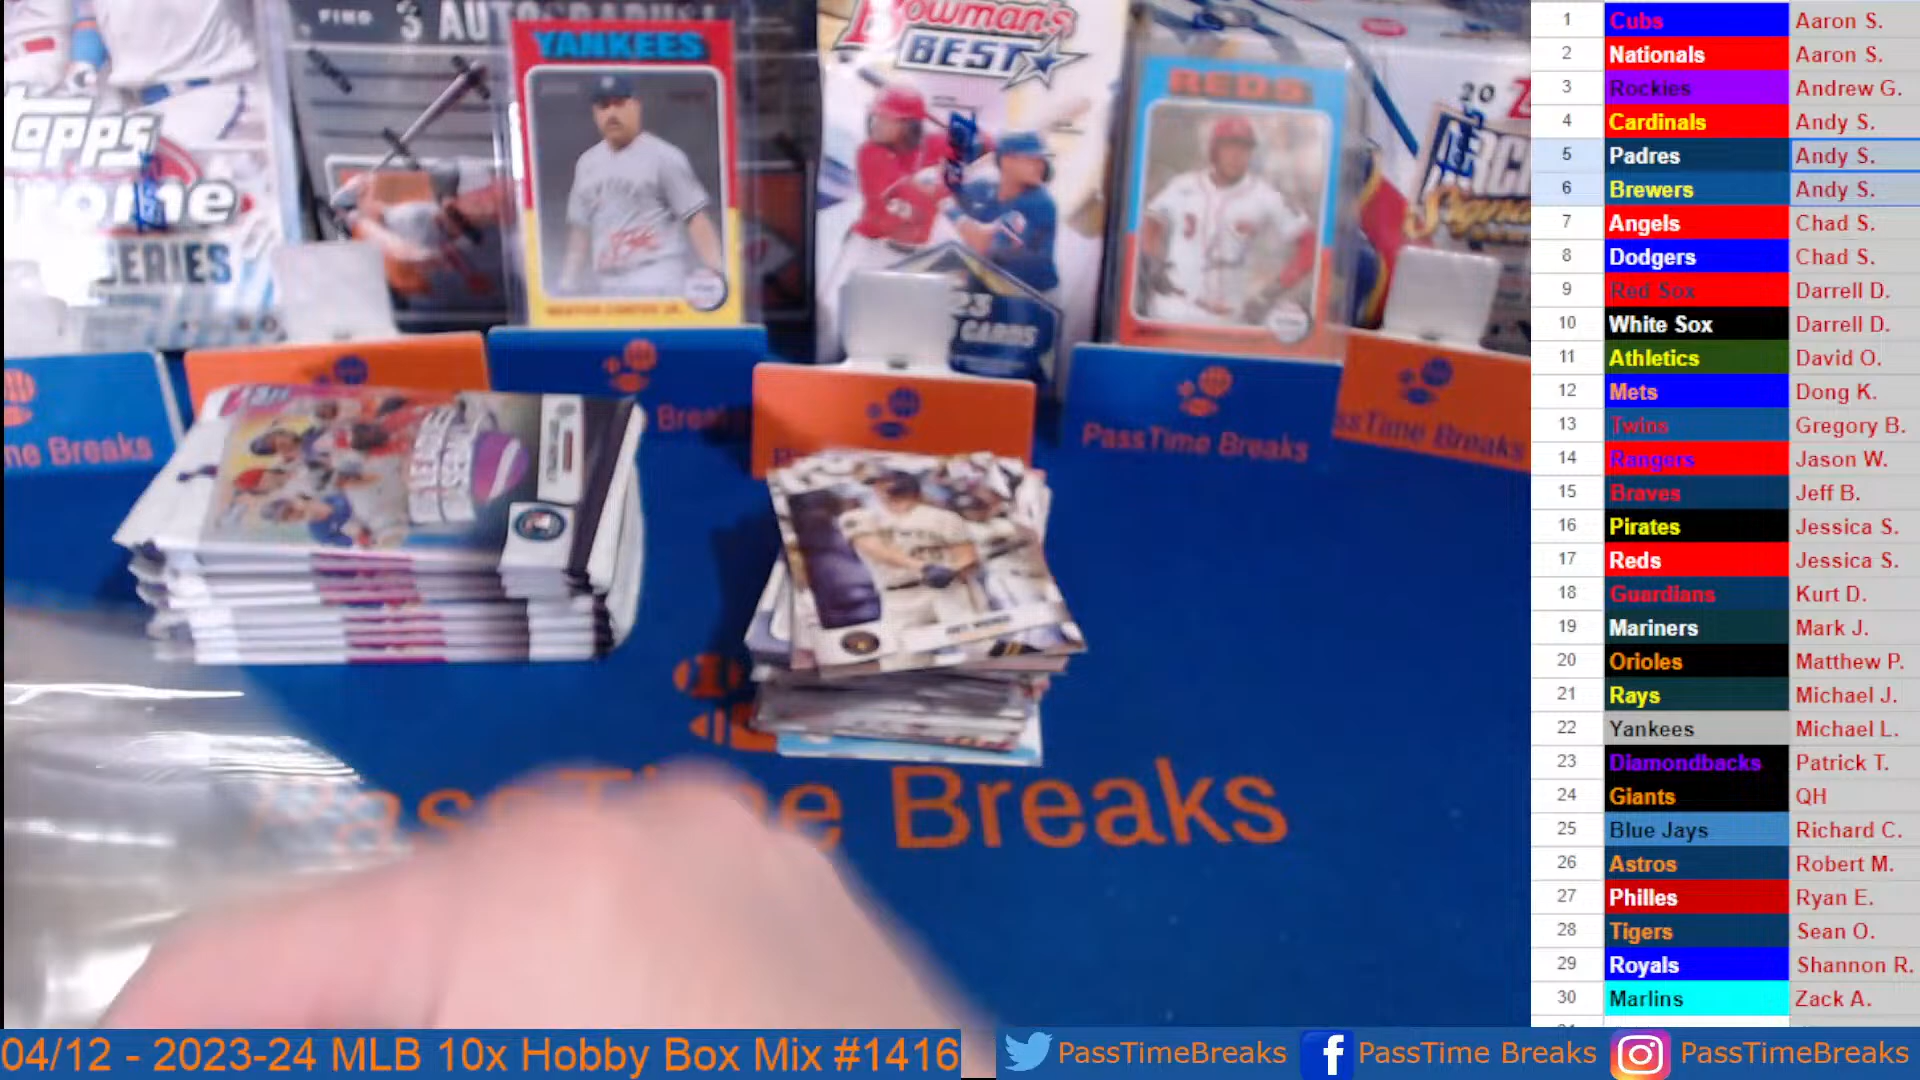 FIND 3 AUTOGRAPHS!
YANKEES
Bowman's
BEST
REDS
Topps
SERIES
CARDS
PassTime Breaks
me Breaks
PassTime Breaks
1 Cubs Aaron S.
2 Nationals Aaron S.
3 Rockies Andrew G.
4 Cardinals Andy S.
5 Padres Andy S.
6 Brewers Andy S.
7 Angels Chad S.
8 Dodgers Chad S.
9 Red Sox Darrell D.
10 White Sox Darrell D.
11 Athletics David O.
12 Mets Dong K.
13 Twins Gregory B.
14 Rangers Jason W.
15 Braves Jeff B.
16 Pirates Jessica S.
17 Reds Jessica S.
18 Guardians Kurt D.
19 Mariners Mark J.
20 Orioles Matthew P.
21 Rays Michael J.
22 Yankees Michael L.
23 Diamondbacks Patrick T.
24 Giants QH
25 Blue Jays Richard C.
26 Astros Robert M.
27 Philles Ryan E.
28 Tigers Sean O.
29 Royals Shannon R.
30 Marlins Zack A.
04/12 - 2023-24 MLB 10x Hobby Box Mix #1416
PassTimeBreaks
PassTime Breaks
PassTimeBreaks